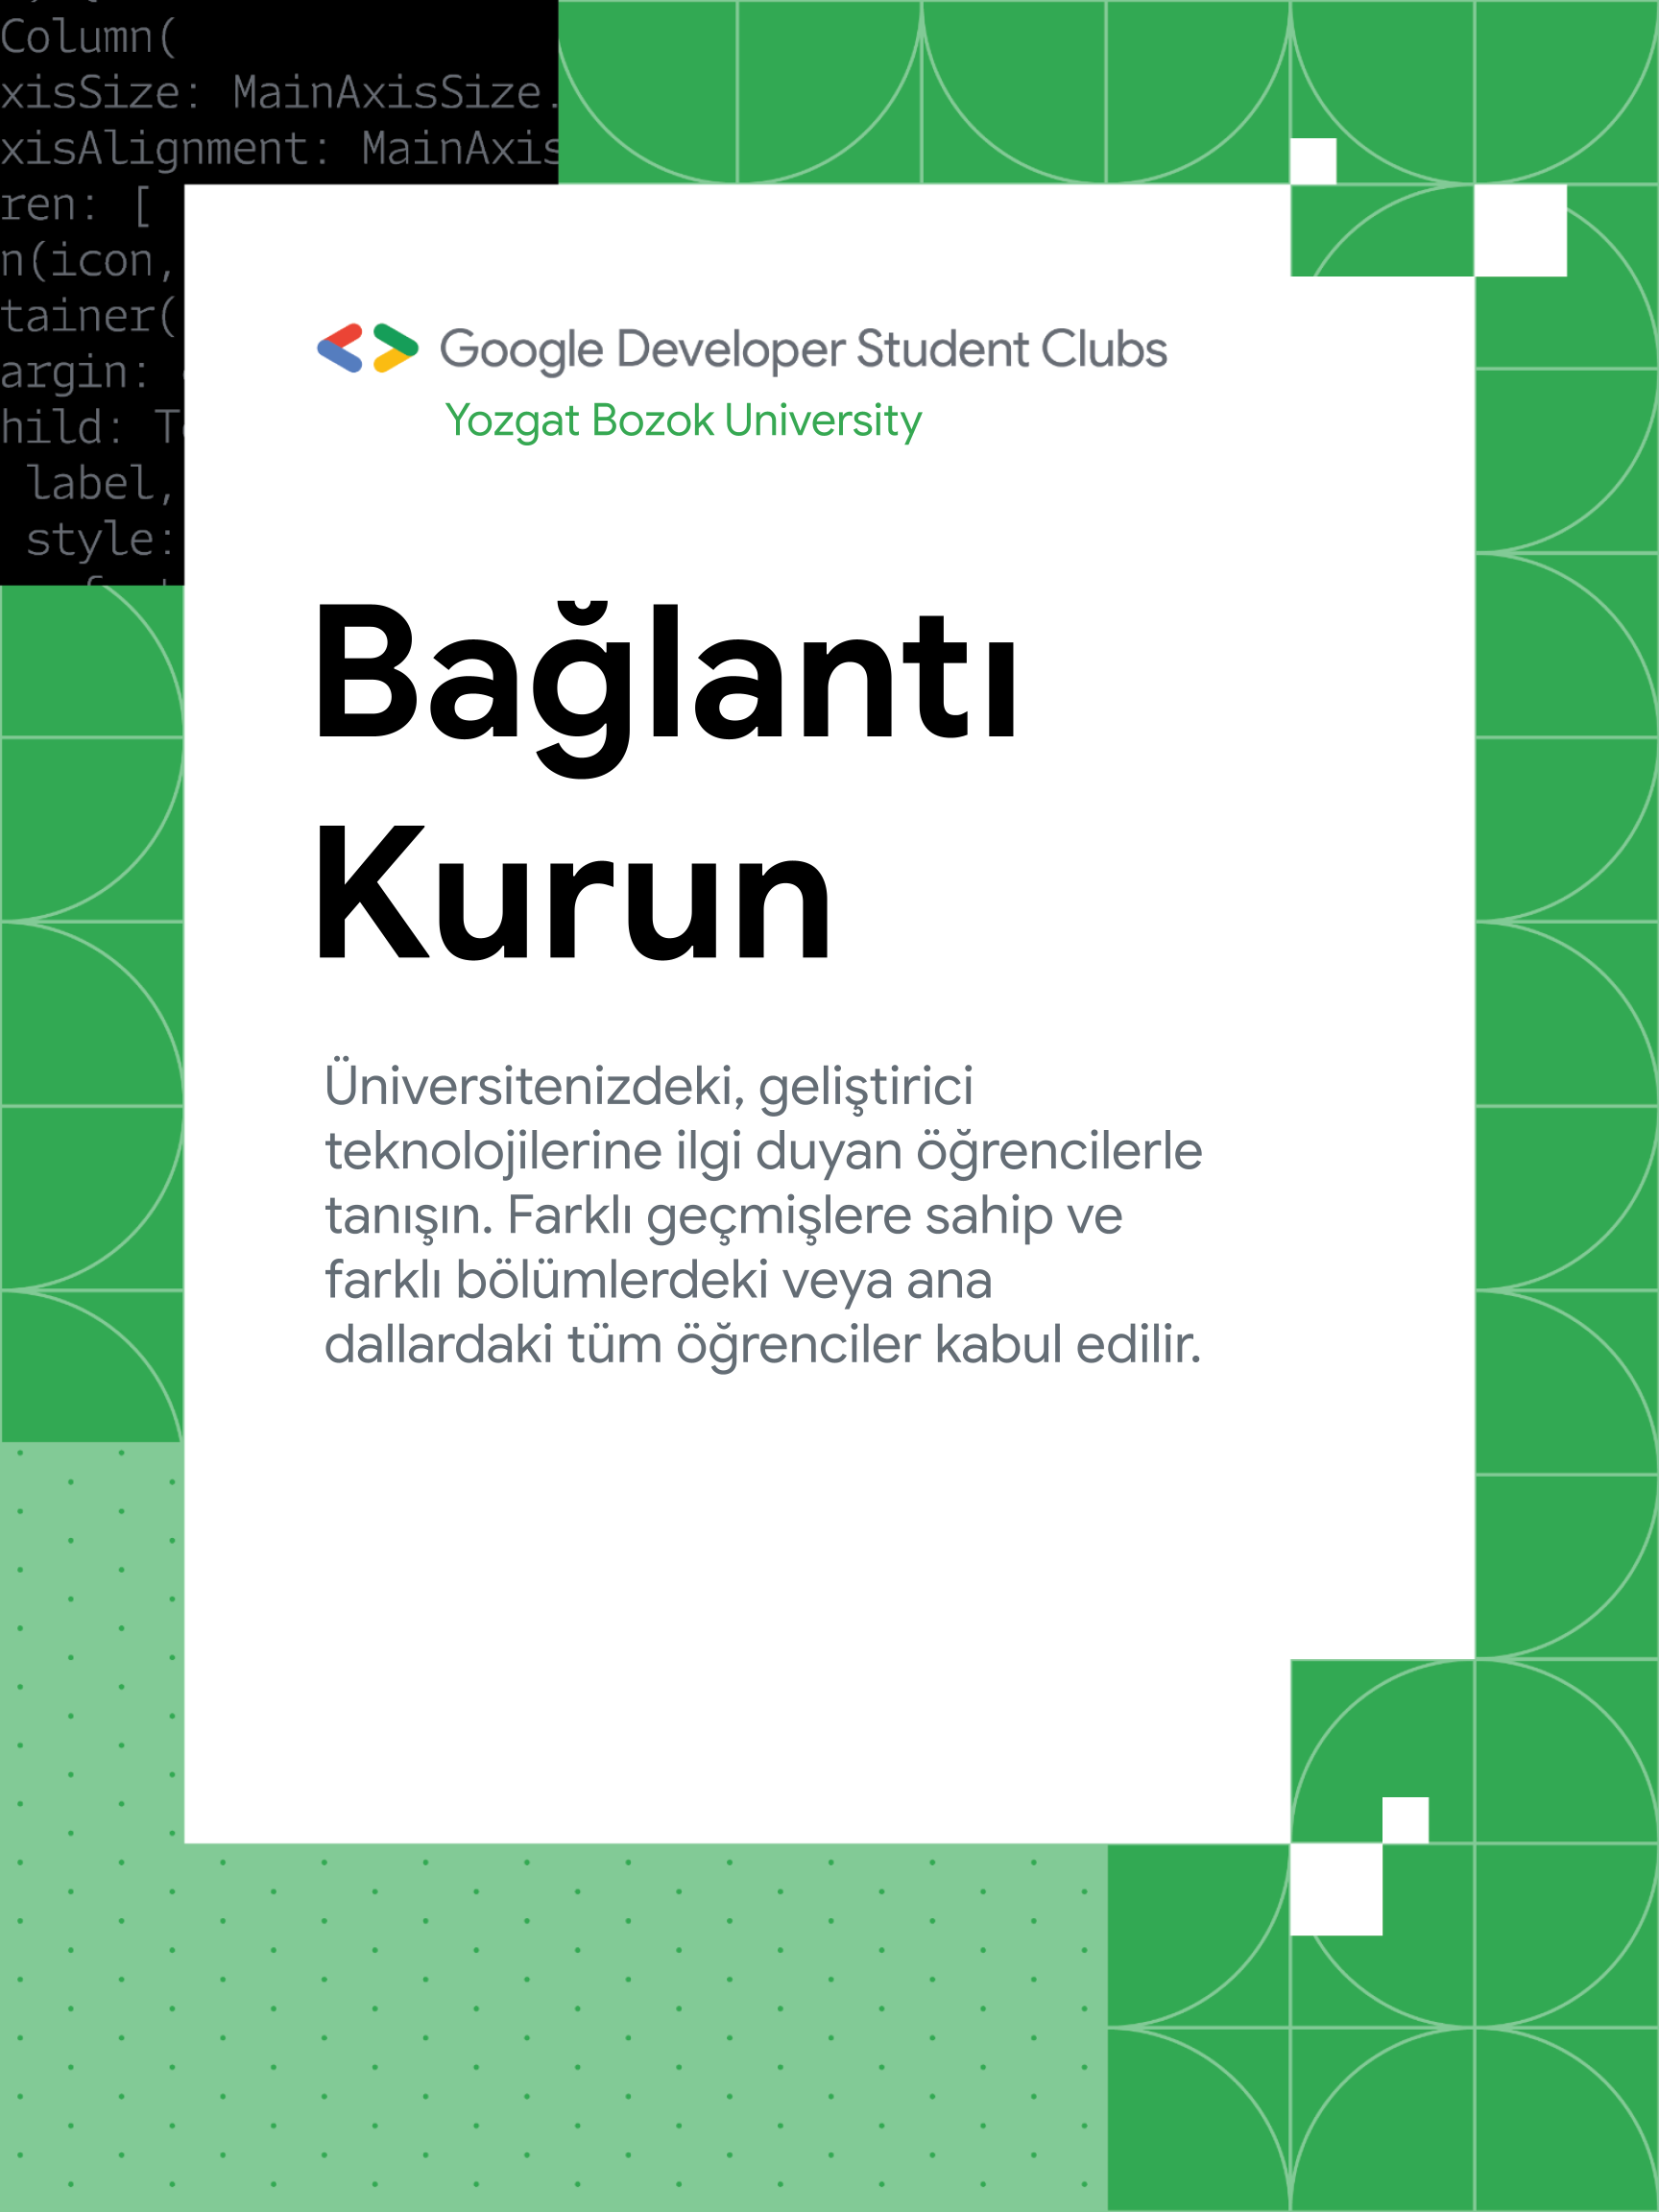 Column(
xisSize: MainAxisSize.
xisAlignment: MainAxis
ren: [
n(icon,
tainer(
argin:
hild: T
label,
style:
Google Developer Student Clubs
Yozgat Bozok University
Bağlantı
Kurun
Üniversitenizdeki, geliştirici
teknolojilerine ilgi duyan öğrencilerle
tanışın. Farklı geçmişlere sahip ve
farklı bölümlerdeki veya ana
dallardaki tüm öğrenciler kabul edilir.